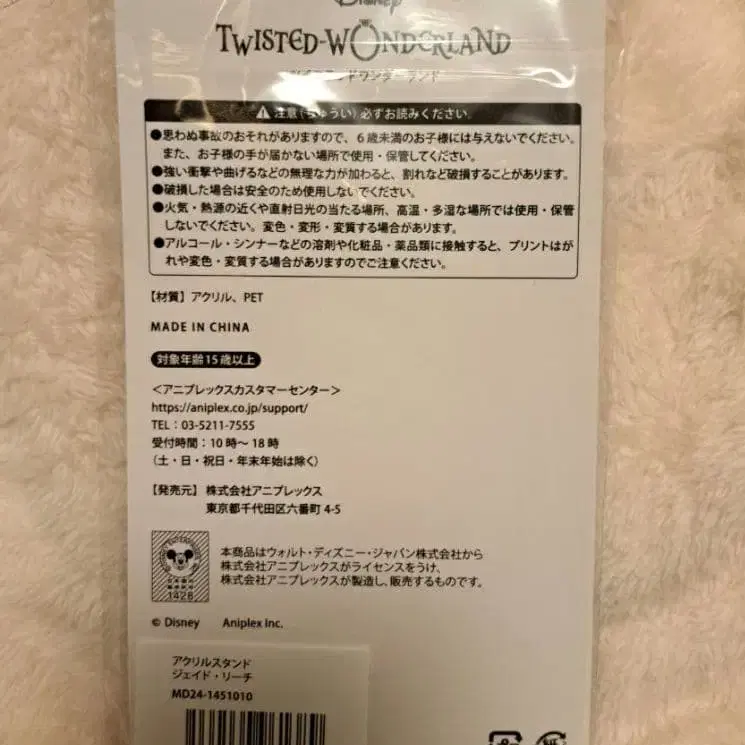 Disney
TWISTED-WONDERLAND
⚠注意(ちゅうい)必ずお読みください。
●思わぬ事故のおそれがありますので、6歳未満のお子様には与えないでください。
また、お子様の手が届かない場所で使用・保管してください。
●強い衝撃や曲げるなどの無理な力が加わると、割れなど破損することがあります。
●破損した場合は安全のため使用しないでください。
●火気・熱源の近くや直射日光の当たる場所、高温・多湿な場所では使用・保管
しないでください。変色・変形・変質する場合があります。
●アルコール・シンナーなどの溶剤や化粧品・薬品類に接触すると、プリントはが
れや変色・変質する場合がありますのでご注意ください。
【材質】アクリル、PET
MADE IN CHINA
対象年齢15歳以上
<アニプレックスカスタマーセンター>
https://aniplex.co.jp/support/
TEL:03-5211-7555
受付時間:10時〜18時
(土・日・祝日・年末年始は除く)
【発売元】株式会社アニプレックス
東京都千代田区六番町4-5
本商品はウォルト・ディズニー・ジャパン株式会社から
株式会社アニプレックスがライセンスをうけ、
株式会社アニプレックスが製造し、販売するものです。
1428
© Disney Aniplex Inc.
アクリルスタンド
ジェイド・リーチ
MD24-1451010